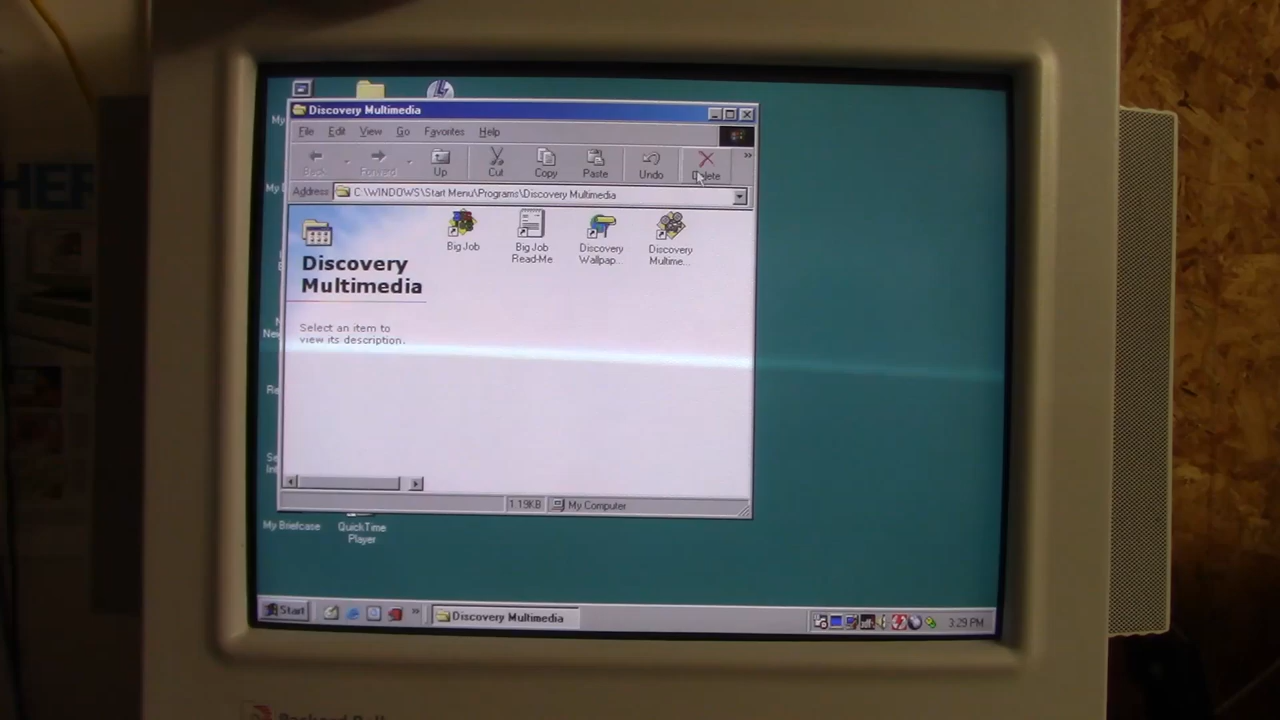 Discovery Multimedia
File Edit View Go Favorites Help
Back Forward Up Cut Copy Paste Undo Delete »
Address C:\WINDOWS\Start Menu\Programs\Discovery Multimedia
Big Job
Big Job
Read-Me
Discovery
Wallpap...
Discovery
Multime...
Discovery
Multimedia
Select an item to
view its description.
1.19KB My Computer
My Briefcase
QuickTime
Player
Start » Discovery Multimedia 3:29 PM